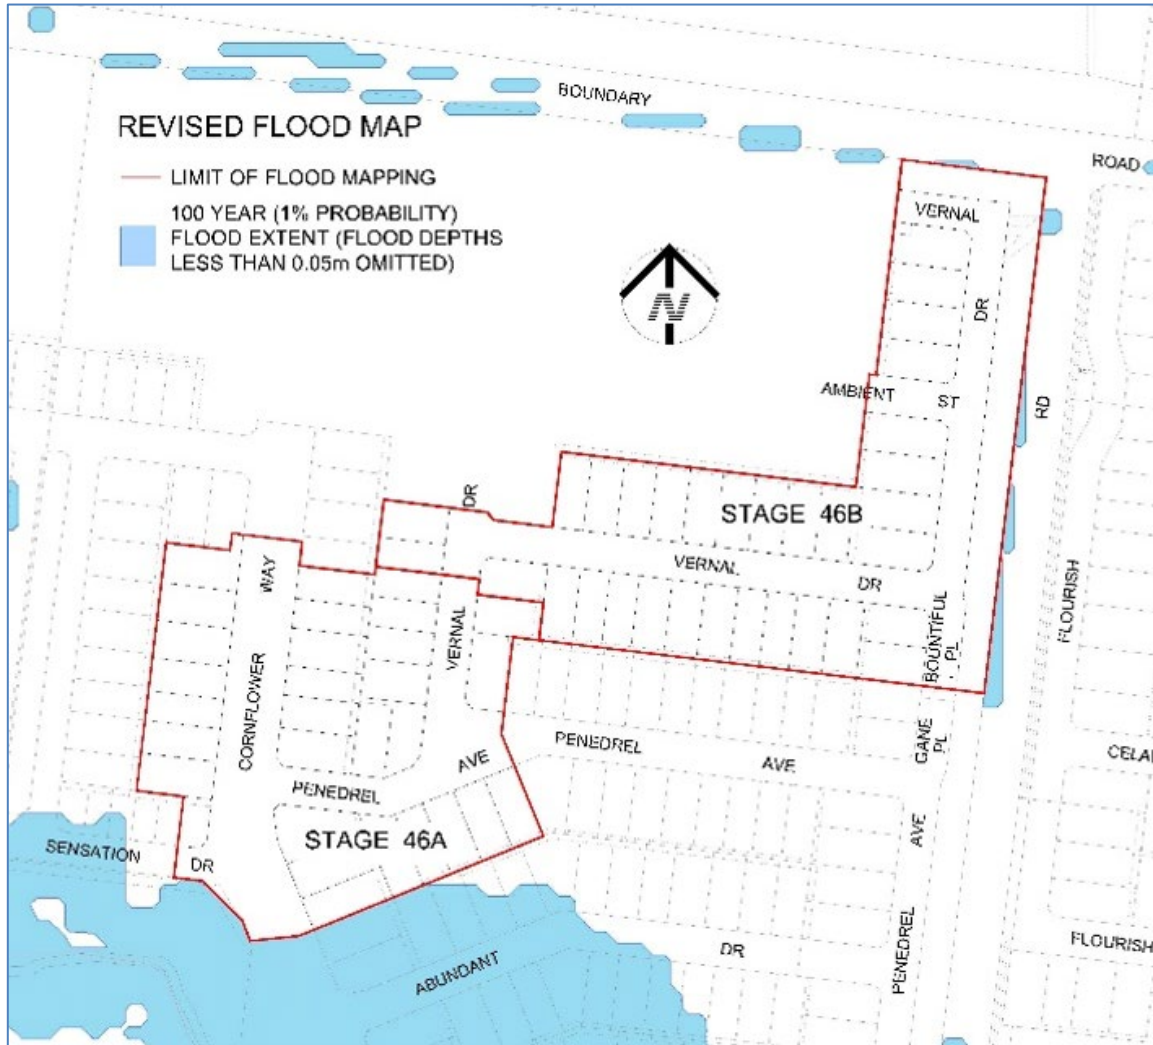 BOUNDARY
ROAD
REVISED FLOOD MAP
LIMIT OF FLOOD MAPPING
100 YEAR (1% PROBABILITY)
FLOOD EXTENT (FLOOD DEPTHS
LESS THAN 0.05m OMITTED)
N
VERNAL
DR
AMBIENT
ST
RD
DR
STAGE 46B
VERNAL
DR
WAY
FLOURISH
BOUNTIFUL
PL
VERNAL
CORNFLOWER
GANE
PL
PENEDREL
AVE
AVE
PENEDREL
STAGE 46A
AVE
SENSATION
DR
DR
FLOURISH
PENEDREL
ABUNDANT